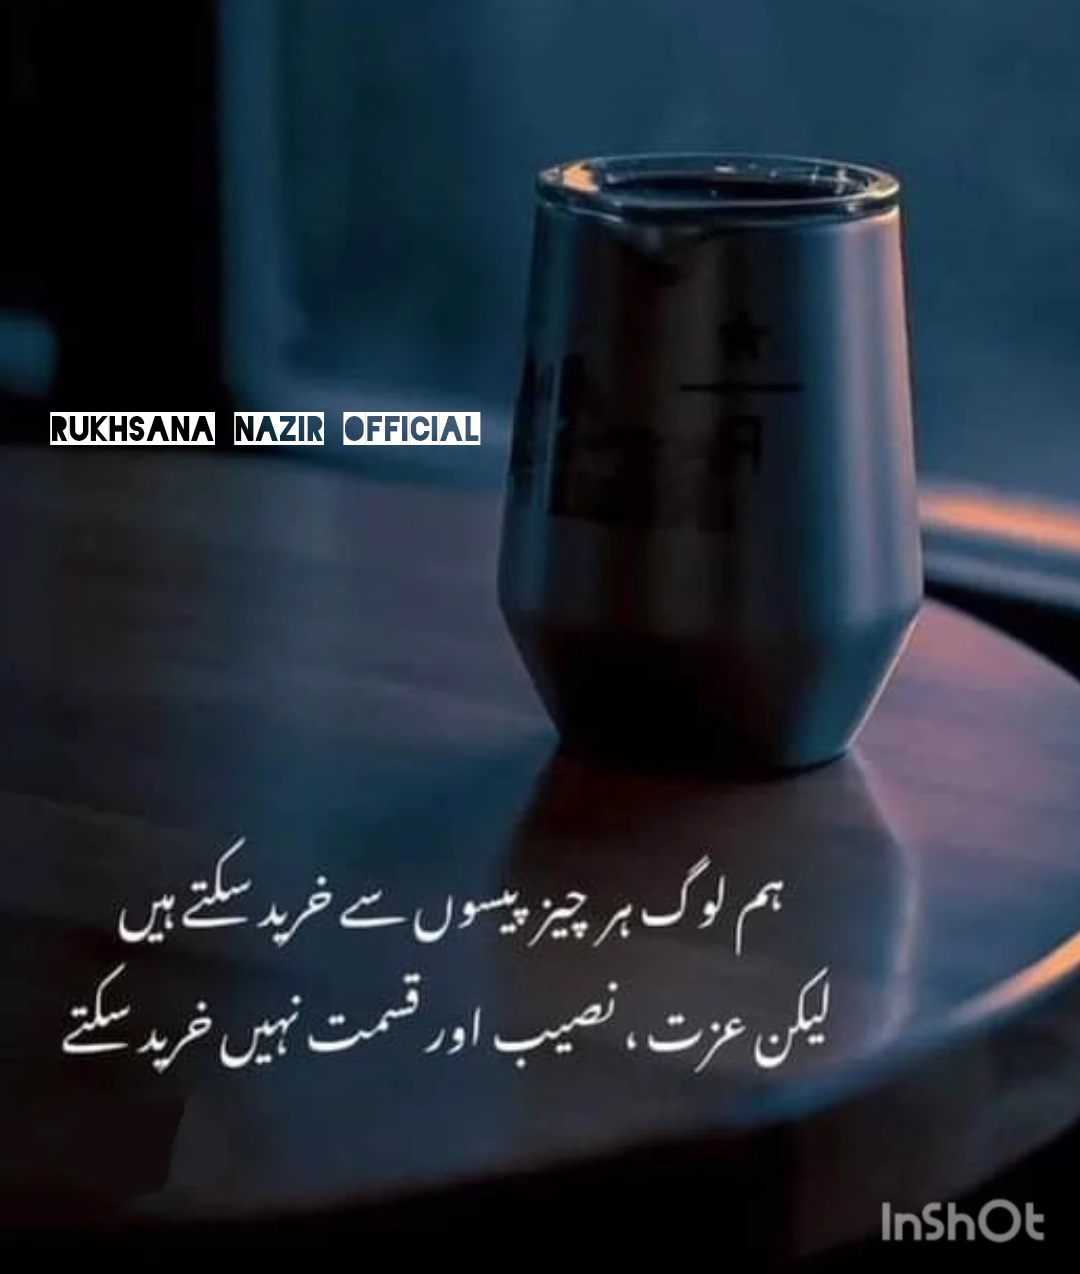 RUKHSANA NAZIR OFFICIAL
ہم لوگ ہر چیز پیسوں سے خرید سکتے ہیں
لیکن عزت، نصیب اور قسمت نہیں خرید سکتے
InShOt